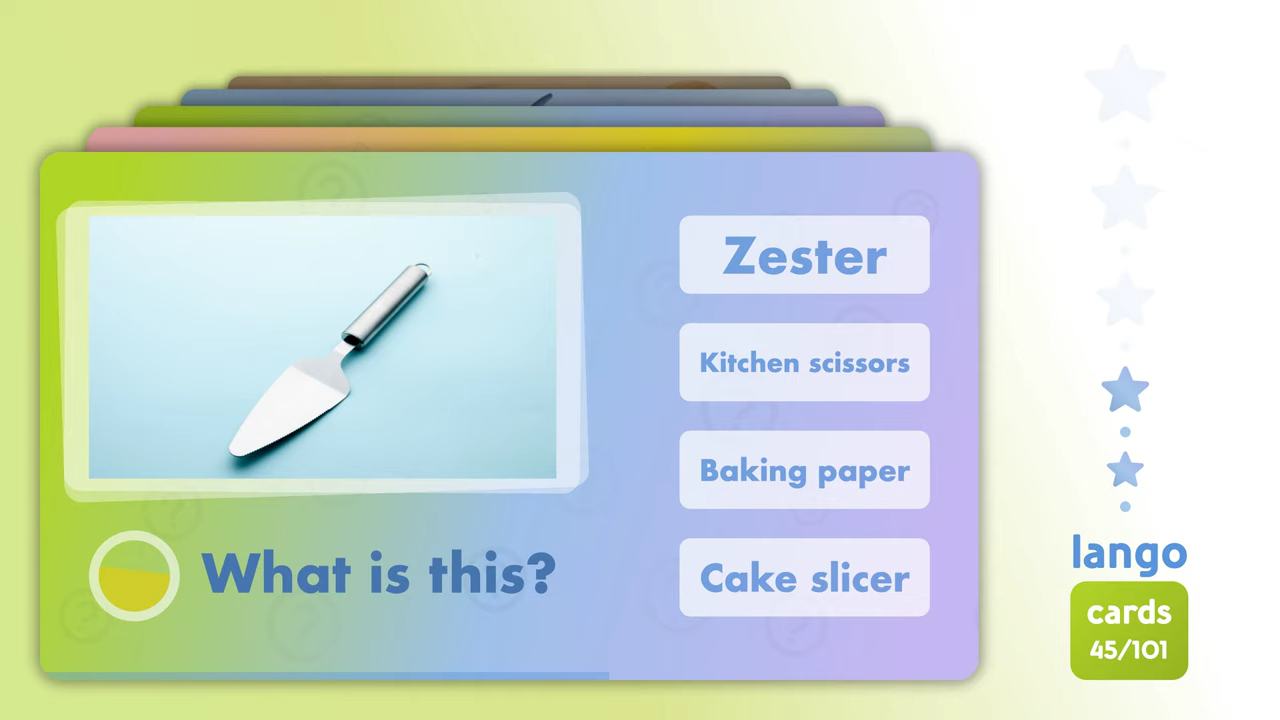 Zester
Kitchen scissors
Baking paper
Cake slicer
What is this?
lango
cards
45/101